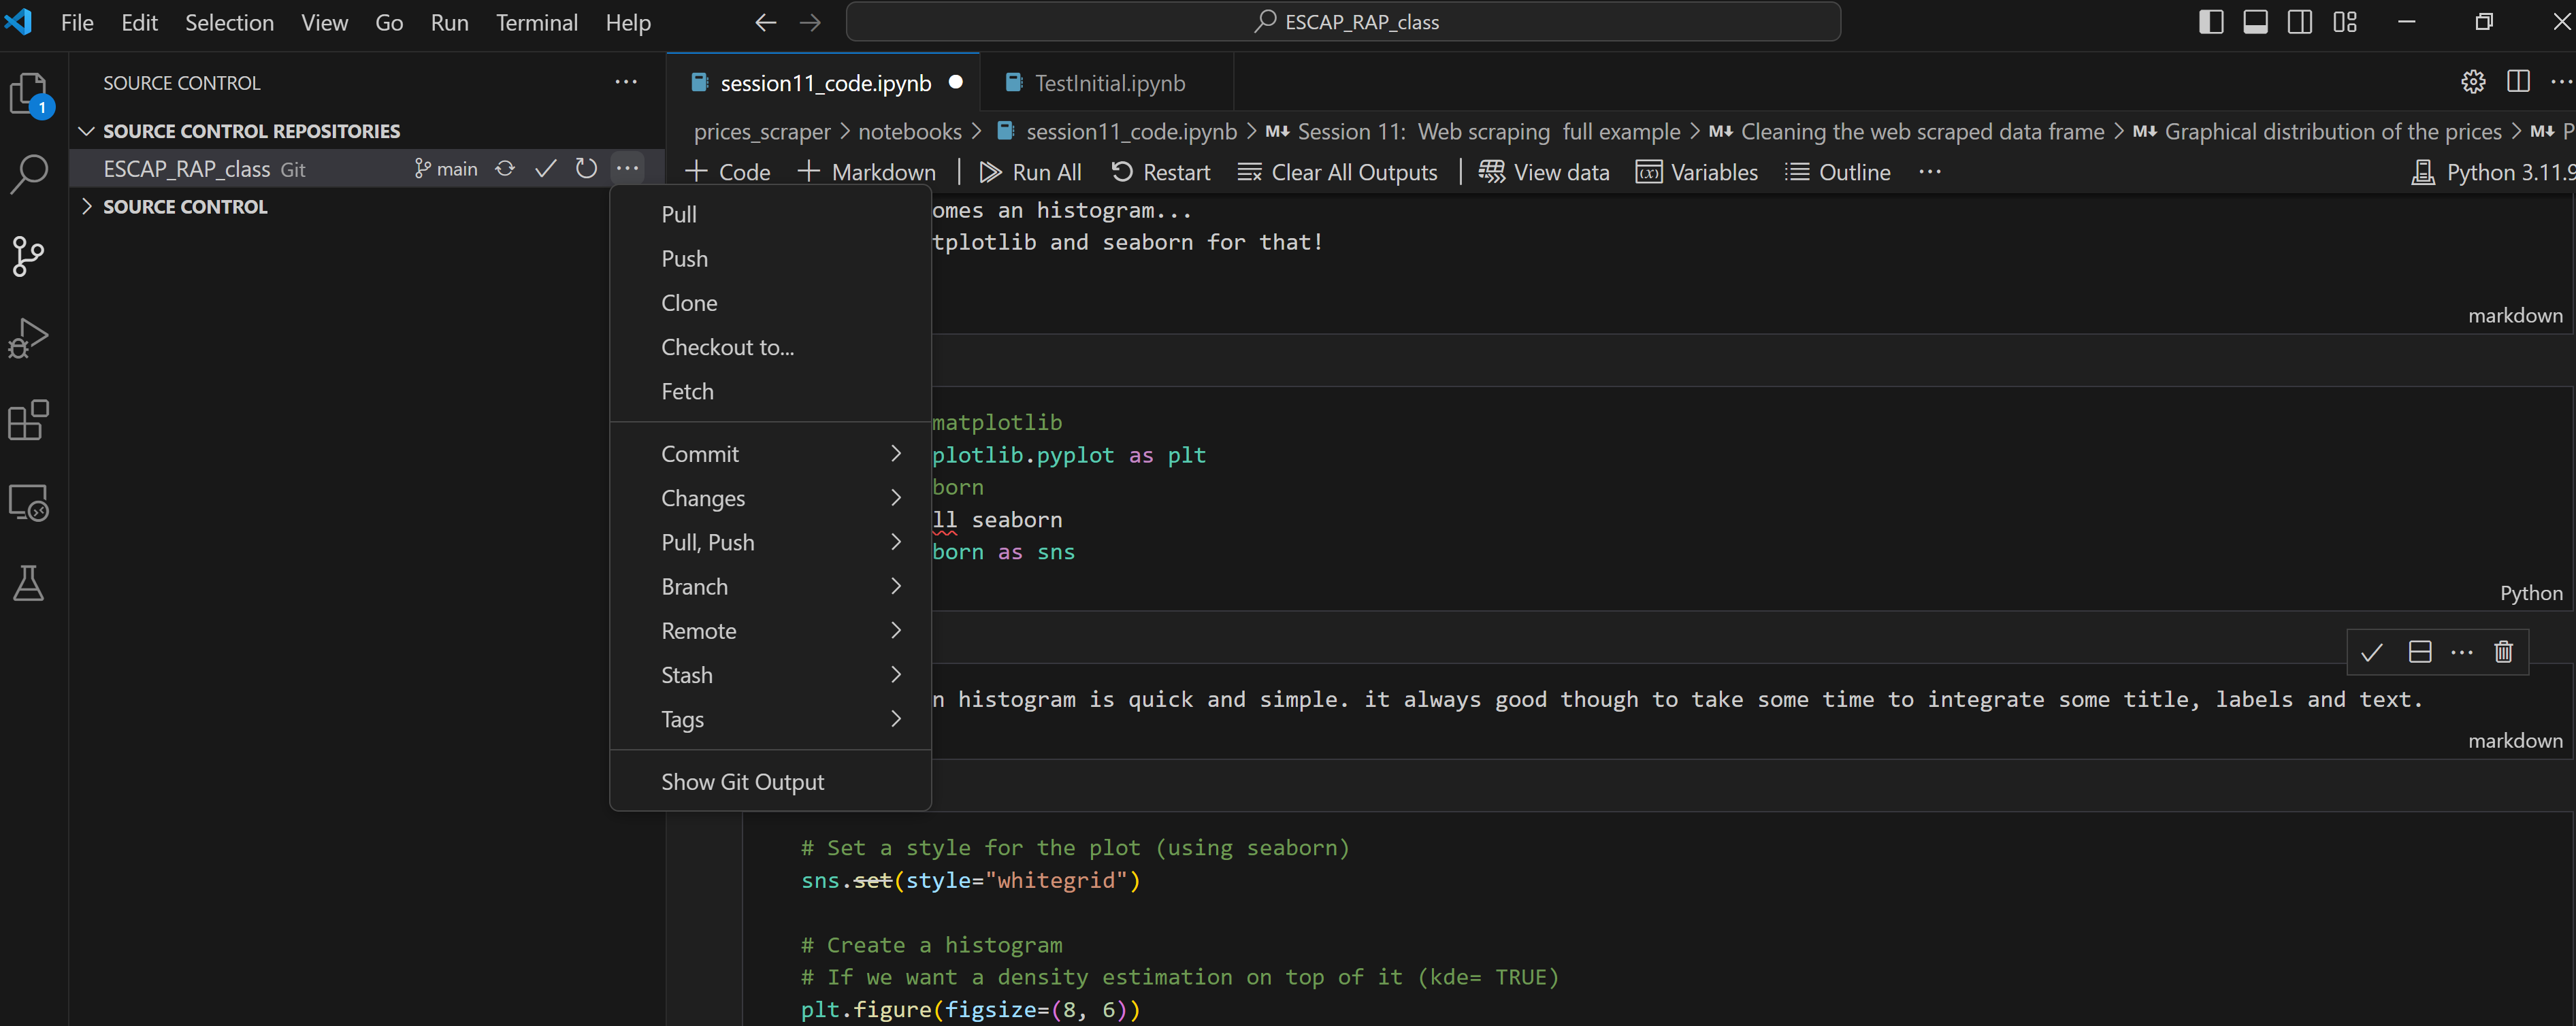 File Edit Selection View Go Run Terminal Help
ESCAP_RAP_class
SOURCE CONTROL
SOURCE CONTROL REPOSITORIES
ESCAP_RAP_class Git main
SOURCE CONTROL
1
session11_code.ipynb
TestInitial.ipynb
prices_scraper > notebooks > session11_code.ipynb > M↓ Session 11: Web scraping full example > M↓ Cleaning the web scraped data frame > M↓ Graphical distribution of the prices > M↓ P
+ Code + Markdown Run All Restart Clear All Outputs View data Variables Outline ... Python 3.11.9
Pull
Push
Clone
Checkout to...
Fetch
Commit
Changes
Pull, Push
Branch
Remote
Stash
Tags
Show Git Output
omes an histogram...
tplotlib and seaborn for that!
markdown
matplotlib
plotlib.pyplot as plt
born
ll seaborn
born as sns
Python
n histogram is quick and simple. it always good though to take some time to integrate some title, labels and text.
markdown
# Set a style for the plot (using seaborn)
sns.set(style="whitegrid")
# Create a histogram
# If we want a density estimation on top of it (kde= TRUE)
plt.figure(figsize=(8, 6))